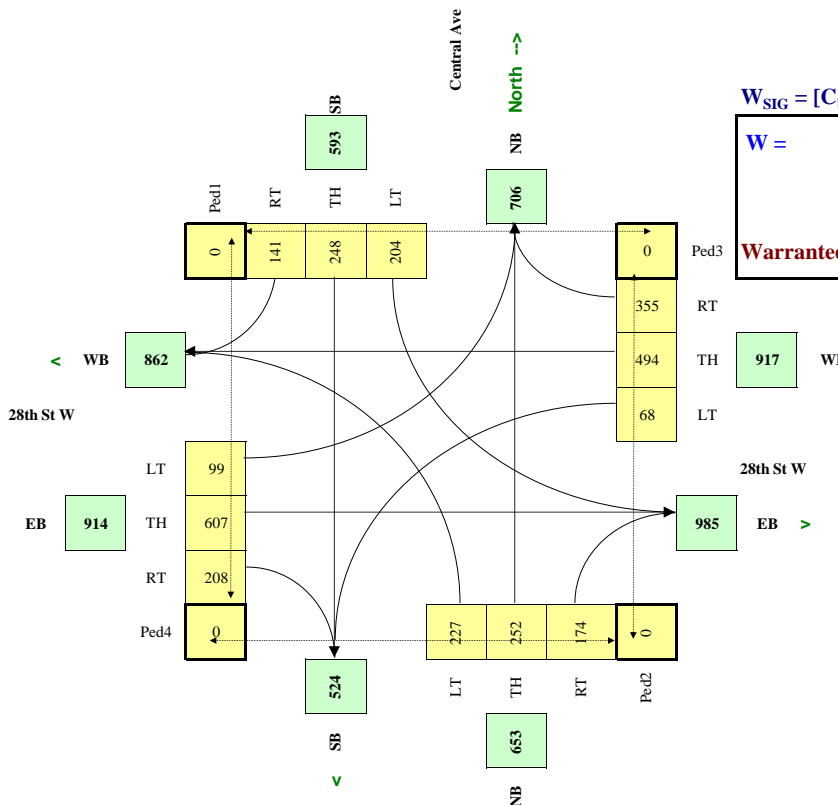 Central Ave
North -->
SB
593
NB
706
W_SIG = [C
W =
Warranted
Ped1
RT
TH
LT
0
141
248
204
0
Ped3
355
RT
< WB 862
494
TH
917
28th St W
68
LT
LT
99
28th St W
EB
914
TH
607
985
EB >
RT
208
Ped4
0
227
252
174
0
524
LT
TH
RT
Ped2
SB
653
<
NB